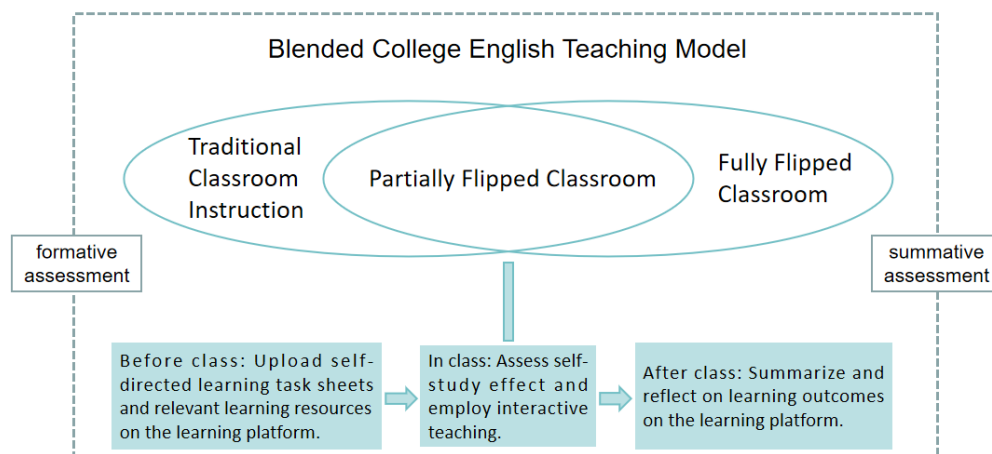 Blended College English Teaching Model
Traditional
Classroom
Instruction
Partially Flipped Classroom
Fully Flipped
Classroom
formative
assessment
summative
assessment
Before class: Upload self-
directed learning task sheets
and relevant learning resources
on the learning platform.
In class: Assess self-
study effect and
employ interactive
teaching.
After class: Summarize and
reflect on learning outcomes
on the learning platform.